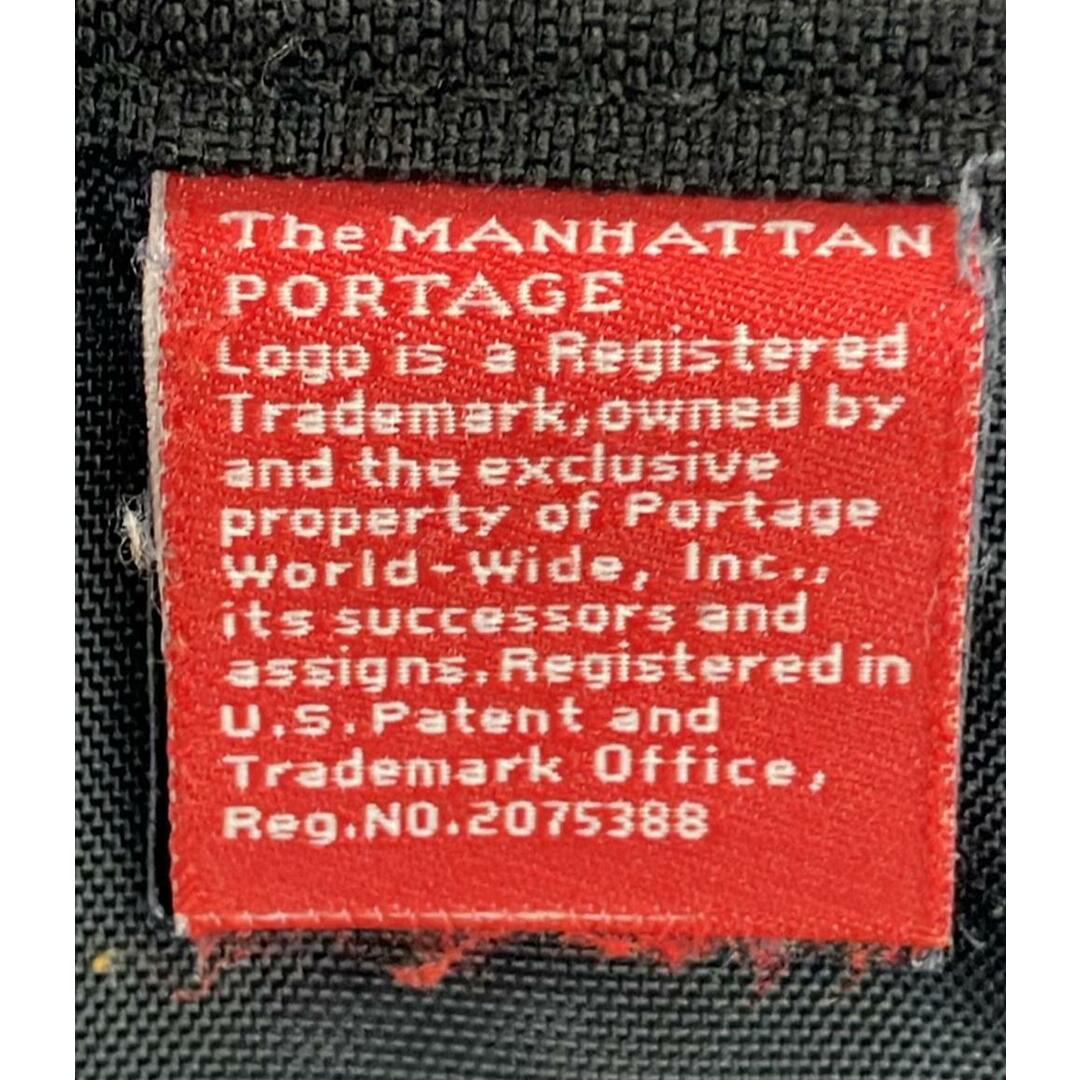 The MANHATTAN
PORTAGE
Logo is a Registered
Trademark,owned by
and the exclusive
property of Portage
World-Wide, Inc.,
its successors and
assigns.Registered in
U.S.Patent and
Trademark Office,
Reg.NO.2075388